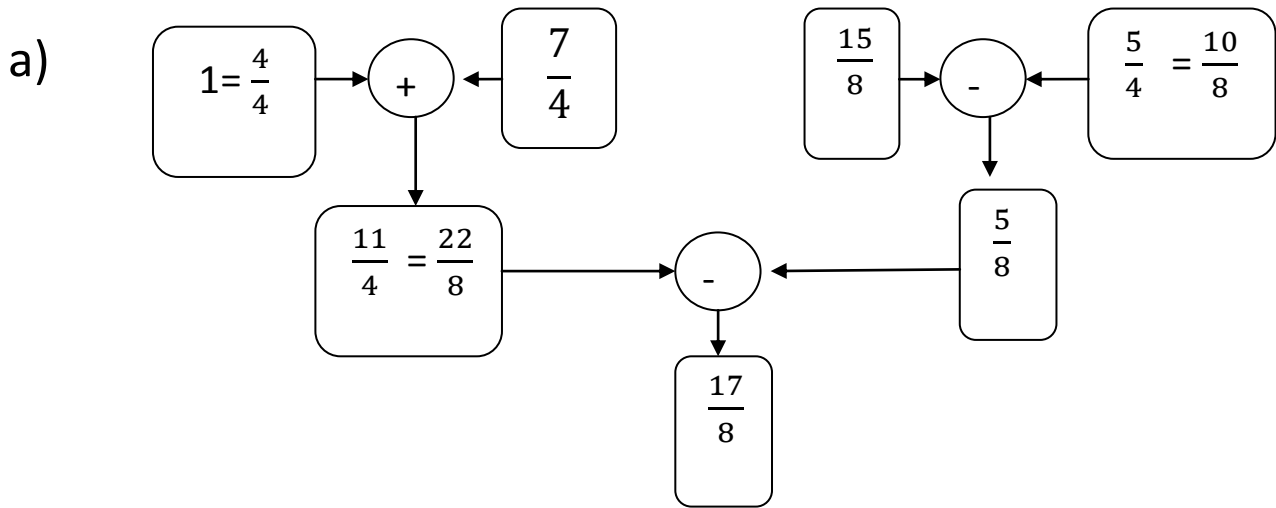 a)
1= 4/4
+
7/4
15/8
-
5/4 = 10/8
11/4 = 22/8
-
5/8
17/8